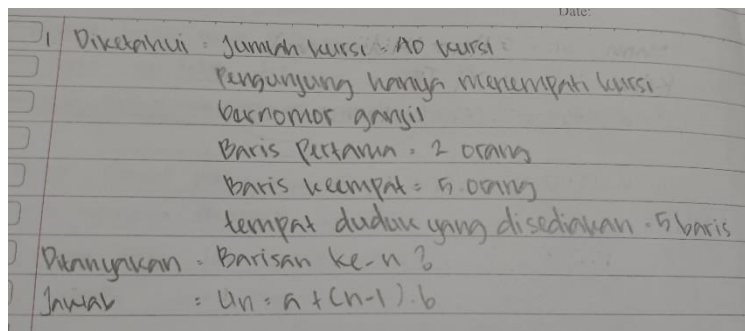 Date:
1 Diketahui = Jumlah kursi = 40 kursi.
Pengunjung hanya menempati kursi
bernomor ganjil
Baris Pertama = 2 orang
Baris keempat = 5 orang
tempat duduk yang disediakan = 5 baris
Ditanyakan = Barisan ke-n ?
Jawab = Un = a + (n-1).b